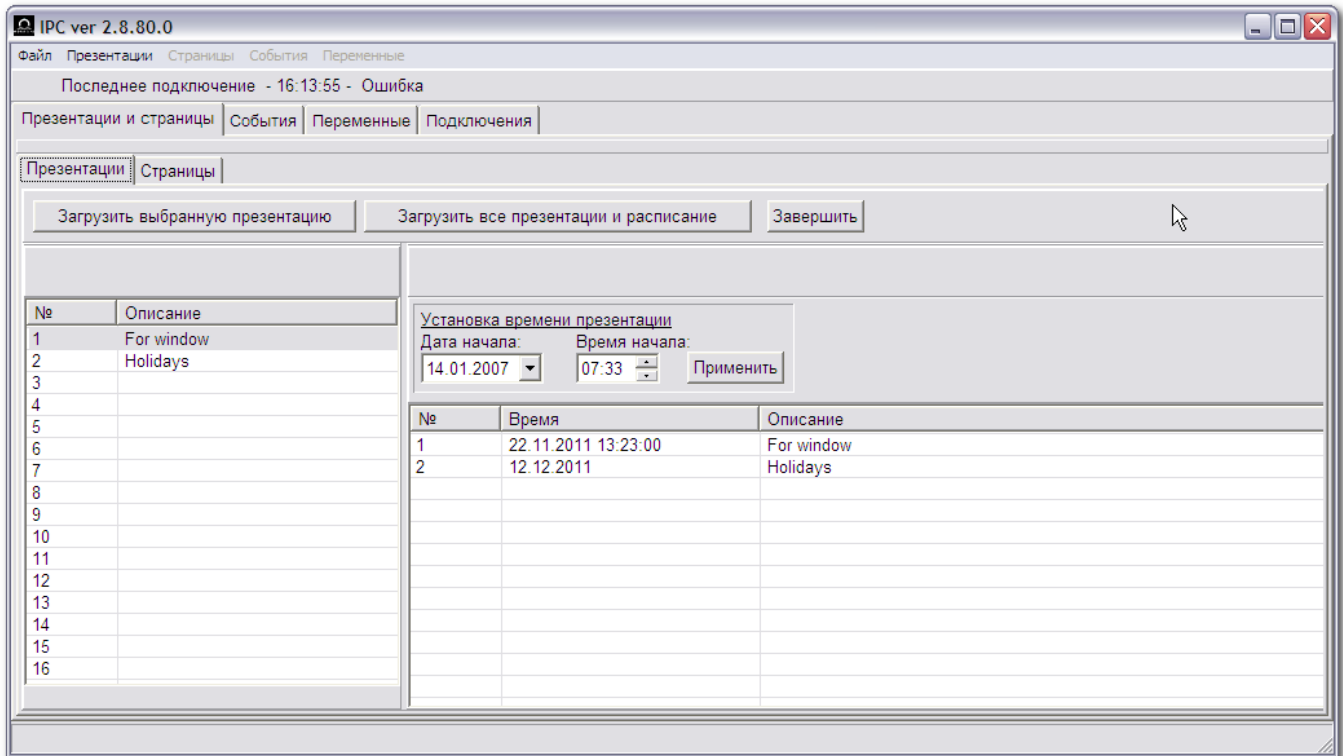 IPC ver 2.8.80.0
Файл Презентации Страницы События Переменные
Последнее подключение - 16:13:55 - Ошибка
Презентации и страницы События Переменные Подключения
Презентации Страницы
Загрузить выбранную презентацию Загрузить все презентации и расписание Завершить
№ Описание
1 For window
2 Holidays
3
4
5
6
7
8
9
10
11
12
13
14
15
16
Установка времени презентации
Дата начала: Время начала:
14.01.2007 07:33 Применить
№ Время Описание
1 22.11.2011 13:23:00 For window
2 12.12.2011 Holidays